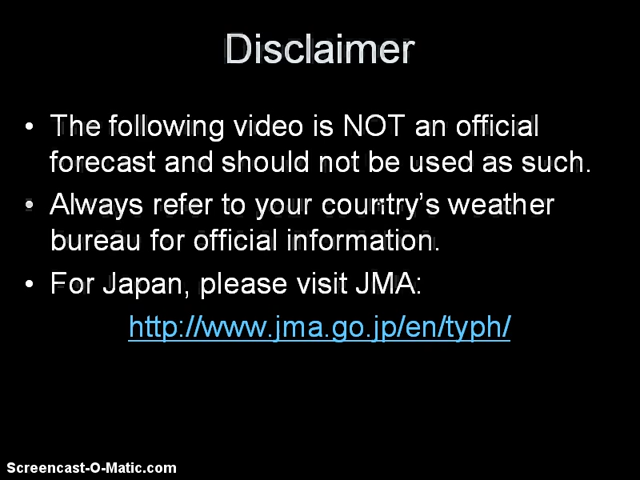 Disclaimer
• The following video is NOT an official
forecast and should not be used as such.
• Always refer to your country's weather
bureau for official information.
• For Japan, please visit JMA:
http://www.jma.go.jp/en/typh/
Screencast-O-Matic.com